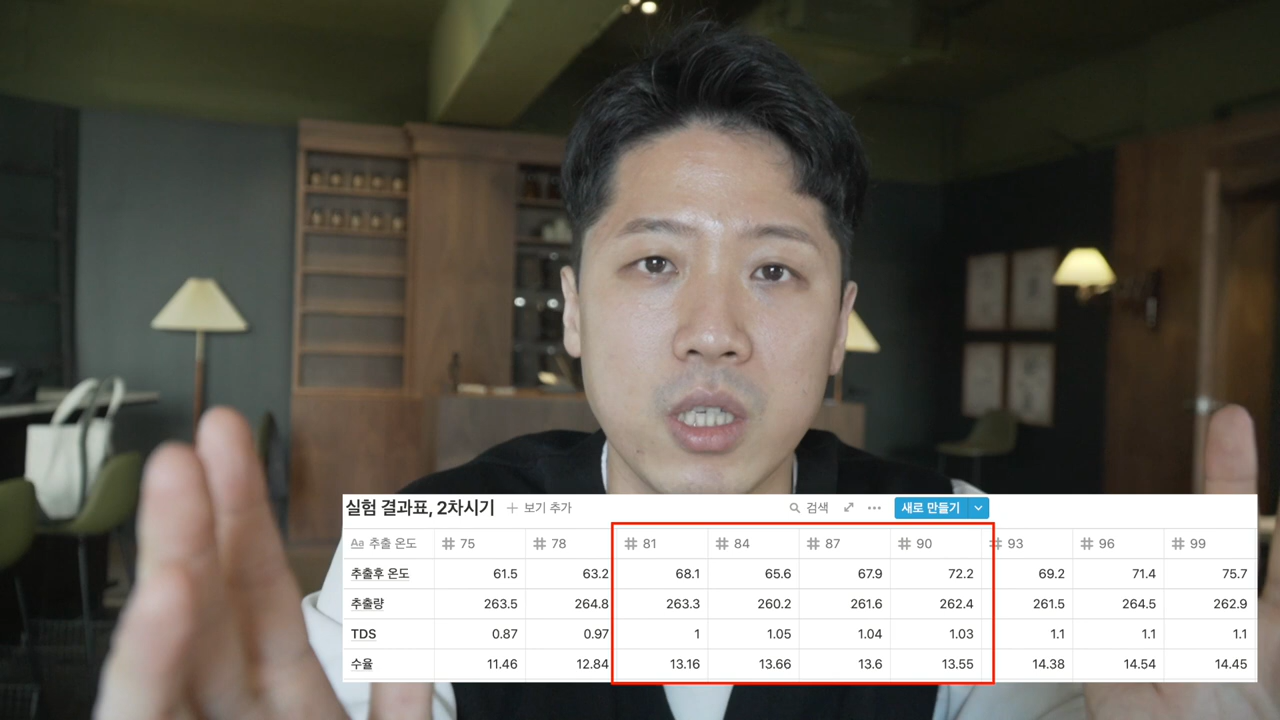 실험 결과표, 2차시기 + 보기 추가 검색 새로 만들기
Aa 추출 온도 # 75 # 78 # 81 # 84 # 87 # 90 # 93 # 96 # 99
추출후 온도 61.5 63.2 68.1 65.6 67.9 72.2 69.2 71.4 75.7
추출량 263.5 264.8 263.3 260.2 261.6 262.4 261.5 264.5 262.9
TDS 0.87 0.97 1 1.05 1.04 1.03 1.1 1.1 1.1
수율 11.46 12.84 13.16 13.66 13.6 13.55 14.38 14.54 14.45